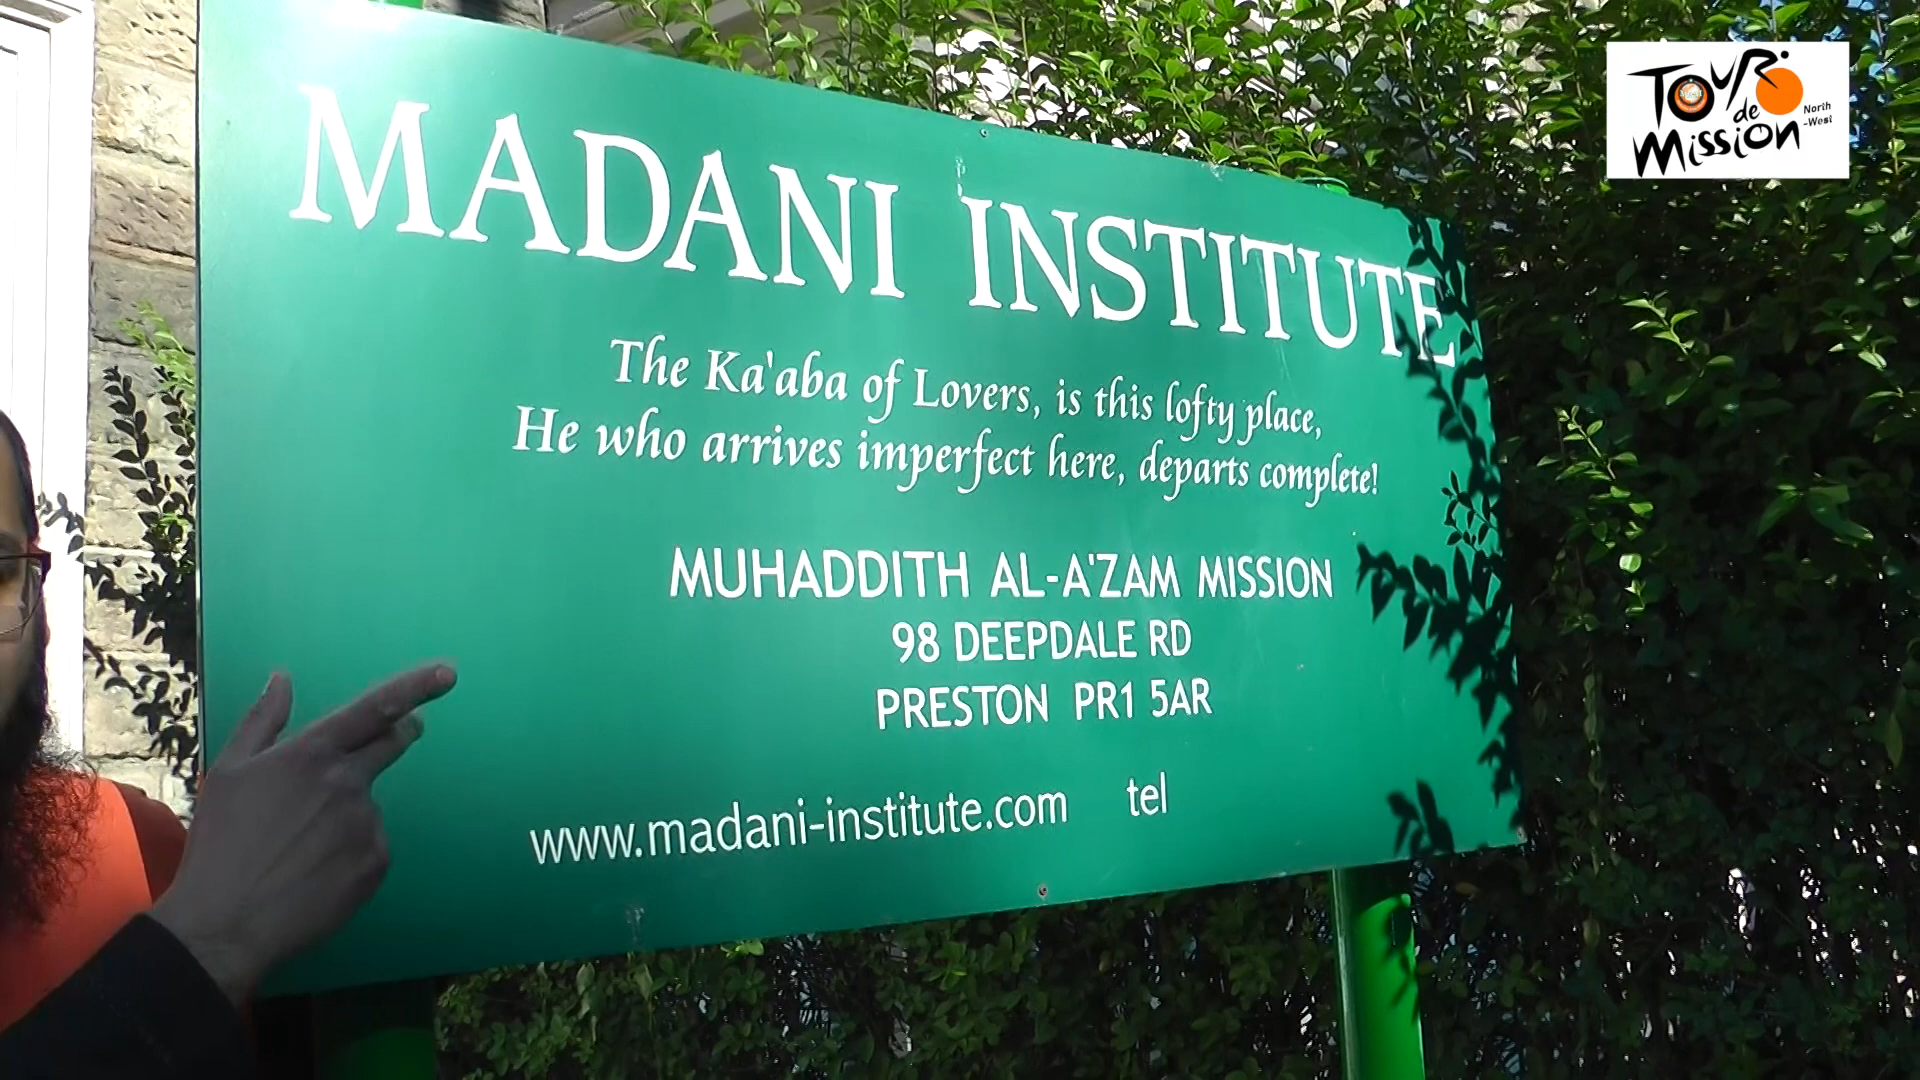 MADANI INSTITUTE
The Ka'aba of Lovers, is this lofty place,
He who arrives imperfect here, departs complete!
MUHADDITH AL-A'ZAM MISSION
98 DEEPDALE RD
PRESTON PR1 5AR
www.madani-institute.com tel
TOUR
de
Mission
North
-West